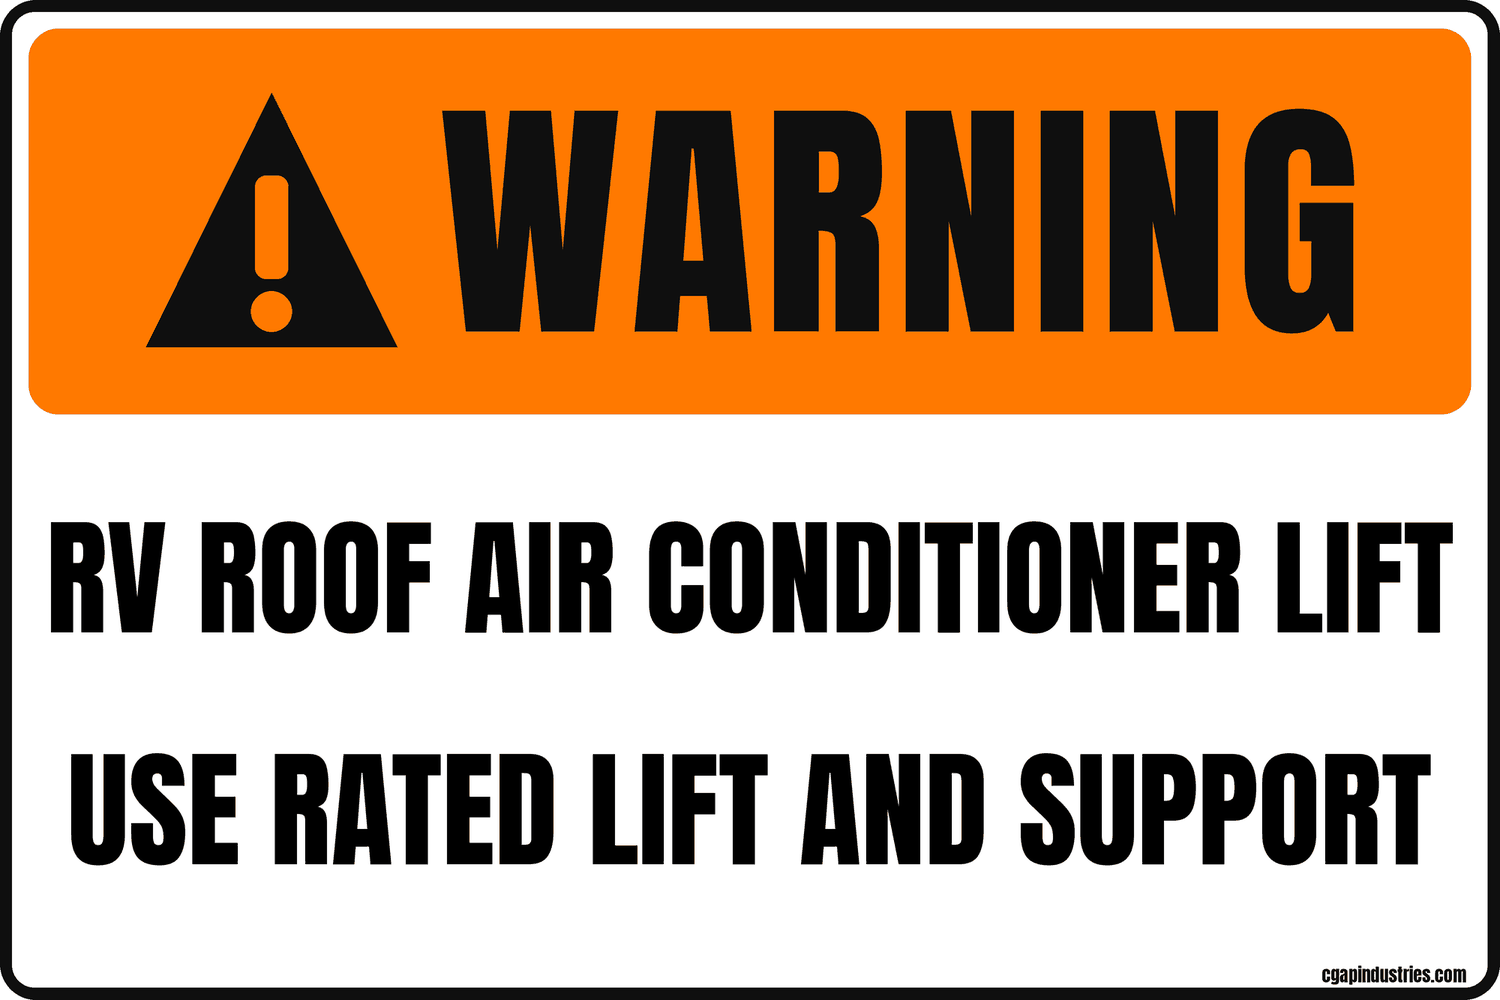 WARNING
RV ROOF AIR CONDITIONER LIFT
USE RATED LIFT AND SUPPORT
cgapindustries.com